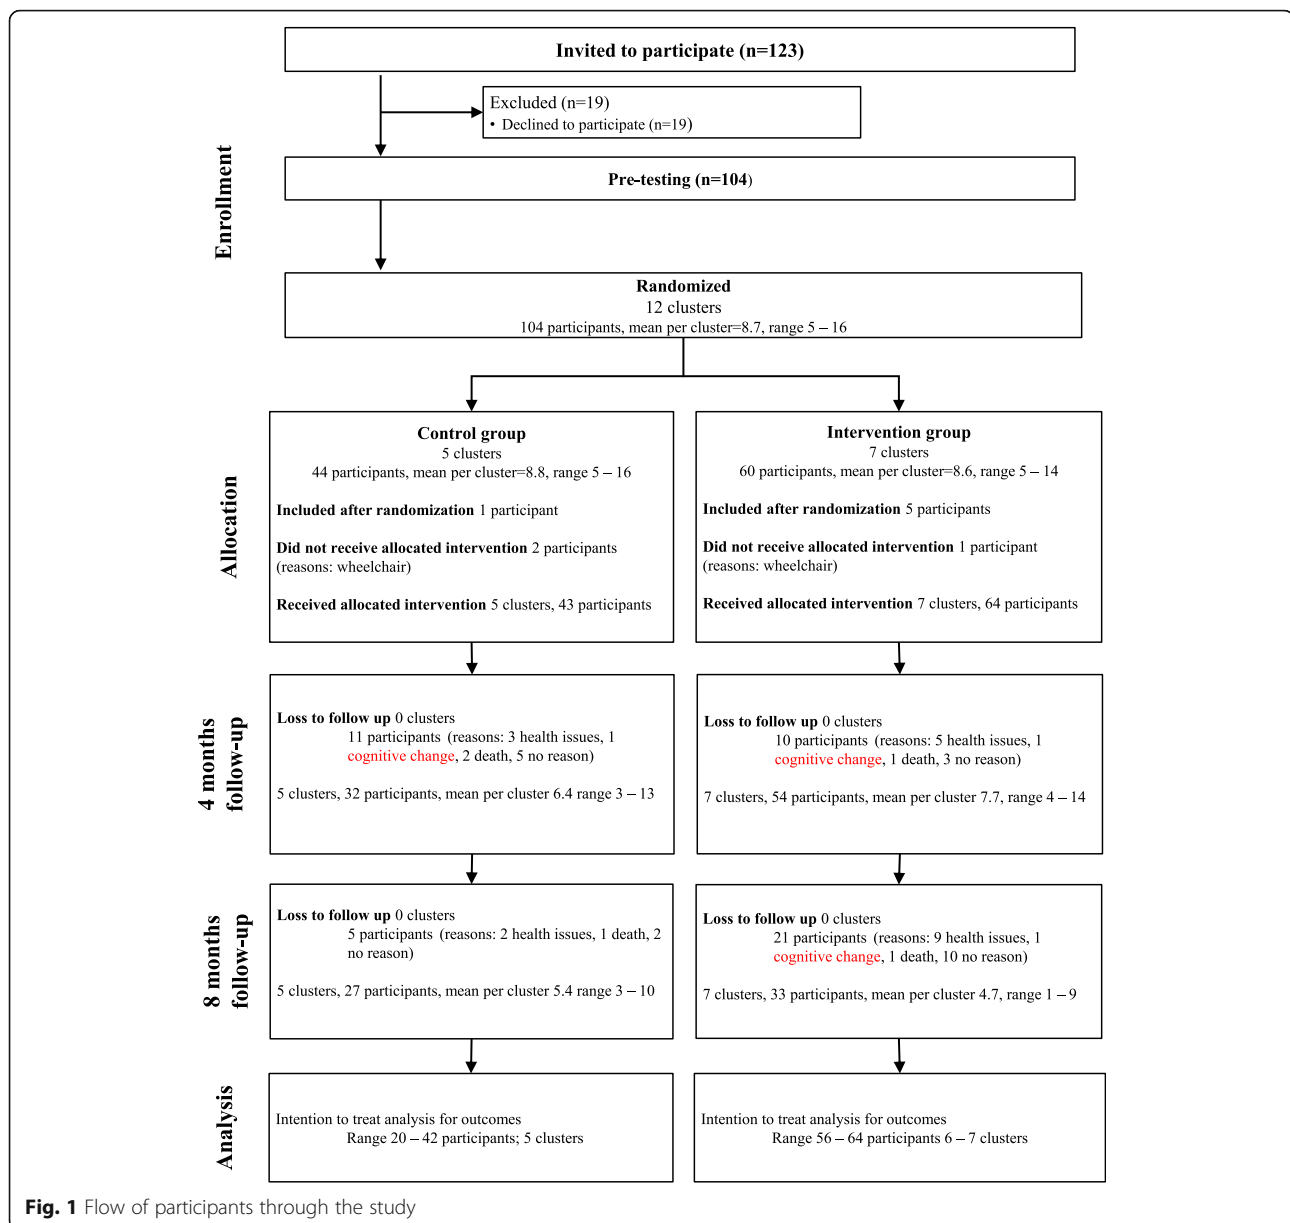 Invited to participate (n=123)
Excluded (n=19)
• Declined to participate (n=19)
Enrollment
Pre-testing (n=104)
Randomized
12 clusters
104 participants, mean per cluster=8.7, range 5 – 16
Allocation
Control group
5 clusters
44 participants, mean per cluster=8.8, range 5 – 16
Included after randomization 1 participant
Did not receive allocated intervention 2 participants
(reasons: wheelchair)
Received allocated intervention 5 clusters, 43 participants
Intervention group
7 clusters
60 participants, mean per cluster=8.6, range 5 – 14
Included after randomization 5 participants
Did not receive allocated intervention 1 participant
(reasons: wheelchair)
Received allocated intervention 7 clusters, 64 participants
4 months
follow-up
Loss to follow up 0 clusters
11 participants (reasons: 3 health issues, 1
cognitive change, 2 death, 5 no reason)
5 clusters, 32 participants, mean per cluster 6.4 range 3 – 13
Loss to follow up 0 clusters
10 participants (reasons: 5 health issues, 1
cognitive change, 1 death, 3 no reason)
7 clusters, 54 participants, mean per cluster 7.7, range 4 – 14
8 months
follow-up
Loss to follow up 0 clusters
5 participants (reasons: 2 health issues, 1 death, 2
no reason)
5 clusters, 27 participants, mean per cluster 5.4 range 3 – 10
Loss to follow up 0 clusters
21 participants (reasons: 9 health issues, 1
cognitive change, 1 death, 10 no reason)
7 clusters, 33 participants, mean per cluster 4.7, range 1 – 9
Analysis
Intention to treat analysis for outcomes
Range 20 – 42 participants; 5 clusters
Intention to treat analysis for outcomes
Range 56 – 64 participants 6 – 7 clusters
Fig. 1 Flow of participants through the study